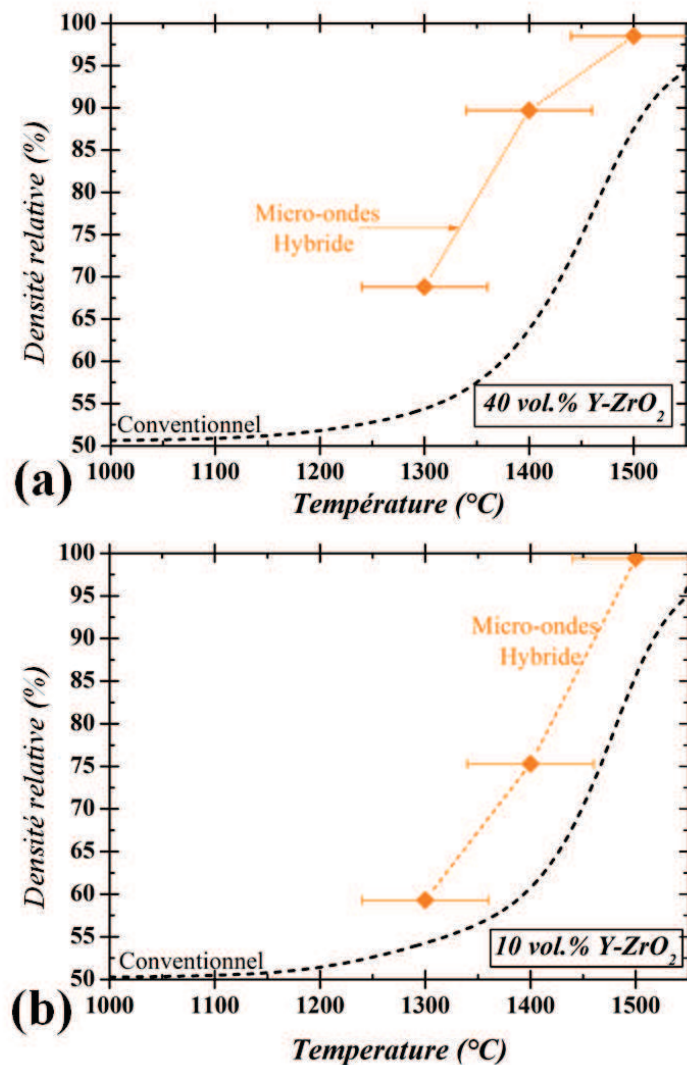 100
95
90
85
80
75
70
65
60
55
50
Densité relative (%)
Micro-ondes
Hybride
Conventionnel
40 vol.% Y-ZrO2
1000 1100 1200 1300 1400 1500
(a)
Température (°C)
100
95
90
85
80
75
70
65
60
55
50
Densité relative (%)
Micro-ondes
Hybride
Conventionnel
10 vol.% Y-ZrO2
1000 1100 1200 1300 1400 1500
(b)
Temperature (°C)